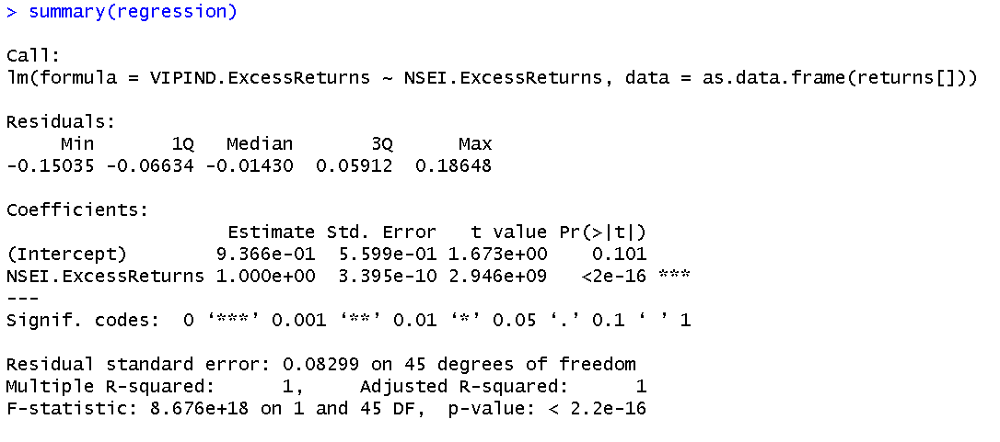 > summary(regression)
Call:
lm(formula = VIPIND.ExcessReturns ~ NSEI.ExcessReturns, data = as.data.frame(returns[]))
Residuals:
     Min       1Q   Median       3Q      Max
-0.15035 -0.06634 -0.01430  0.05912  0.18648
Coefficients:
                    Estimate Std. Error   t value Pr(>|t|)
(Intercept)        9.366e-01  5.599e-01 1.673e+00    0.101
NSEI.ExcessReturns 1.000e+00  3.395e-10 2.946e+09   <2e-16 ***
---
Signif. codes:  0 ‘***’ 0.001 ‘**’ 0.01 ‘*’ 0.05 ‘.’ 0.1 ‘ ’ 1
Residual standard error: 0.08299 on 45 degrees of freedom
Multiple R-squared:      1,     Adjusted R-squared:      1
F-statistic: 8.676e+18 on 1 and 45 DF,  p-value: < 2.2e-16